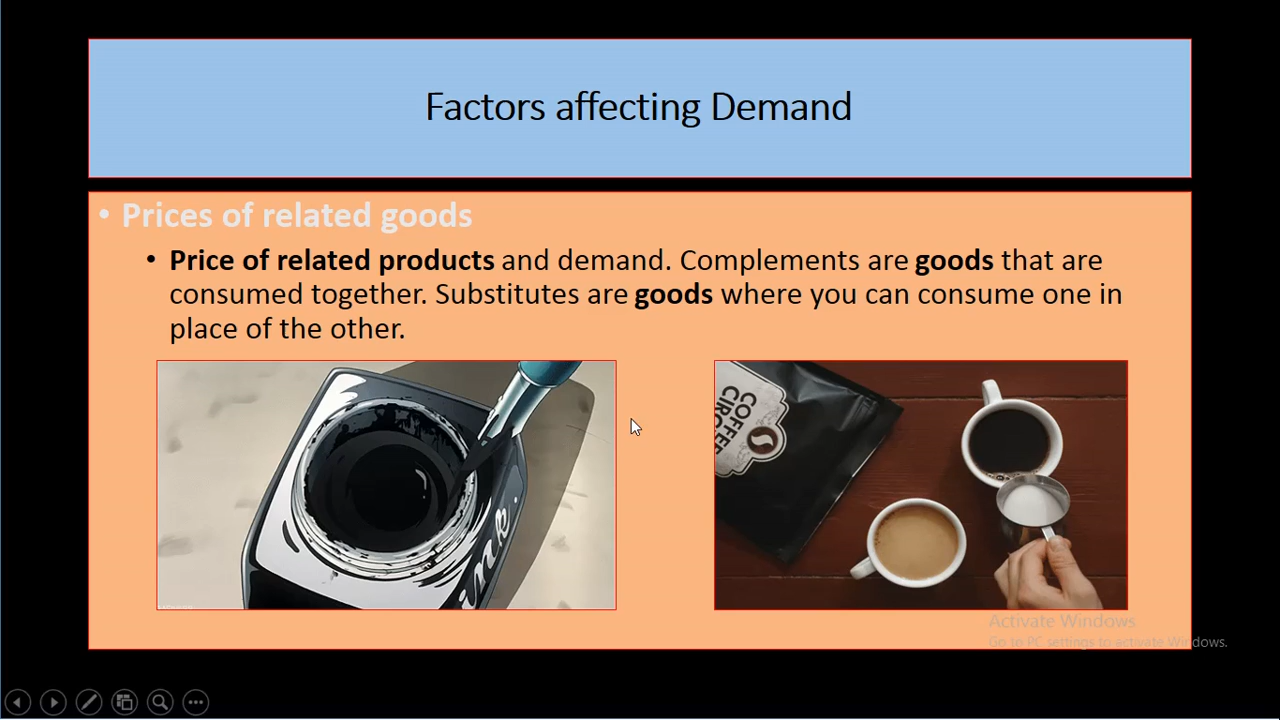 Factors affecting Demand
• Prices of related goods
• Price of related products and demand. Complements are goods that are
consumed together. Substitutes are goods where you can consume one in
place of the other.
ink.
COFFEE
Activate Windows
Go to PC settings to activate Windows.